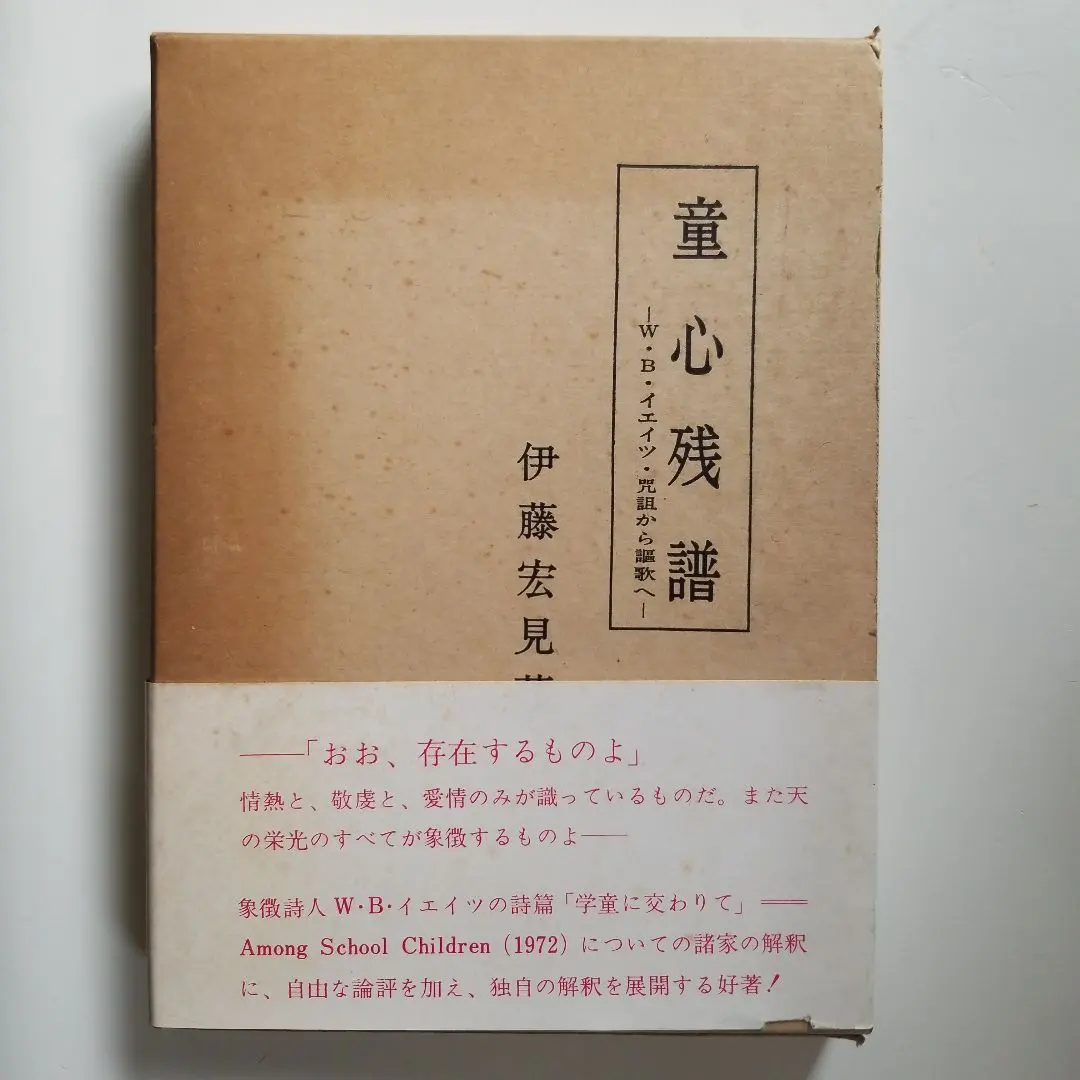 童心残譜
―W・B・イエイツ・呪詛から謳歌へ―
伊藤宏見
――「おお、存在するものよ」
情熱と、敬虔と、愛情のみが識っているものだ。また天
の栄光のすべてが象徴するものよ――
象徴詩人W・B・イエイツの詩篇「学童に交わりて」――
Among School Children (1972) についての諸家の解釈
に、自由な論評を加え、独自の解釈を展開する好著!